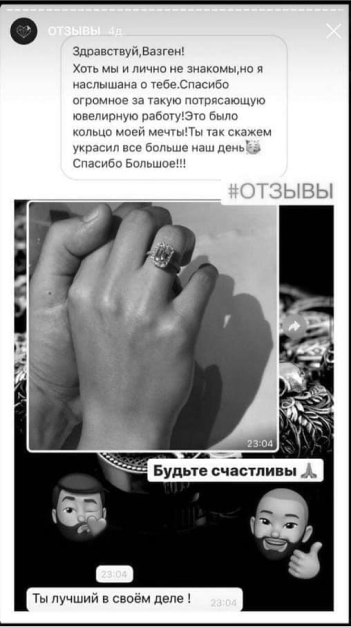 ОТЗЫВЫ 4д
Здравствуй,Вазген!
Хоть мы и лично не знакомы,но я
наслышана о тебе.Спасибо
огромное за такую потрясающую
ювелирную работу!Это было
кольцо моей мечты!Ты так скажем
украсил все больше наш день🥳
Спасибо Большое!!!
#ОТЗЫВЫ
23:04
Будьте счастливы 🙏
23:04
Ты лучший в своём деле !
23:04